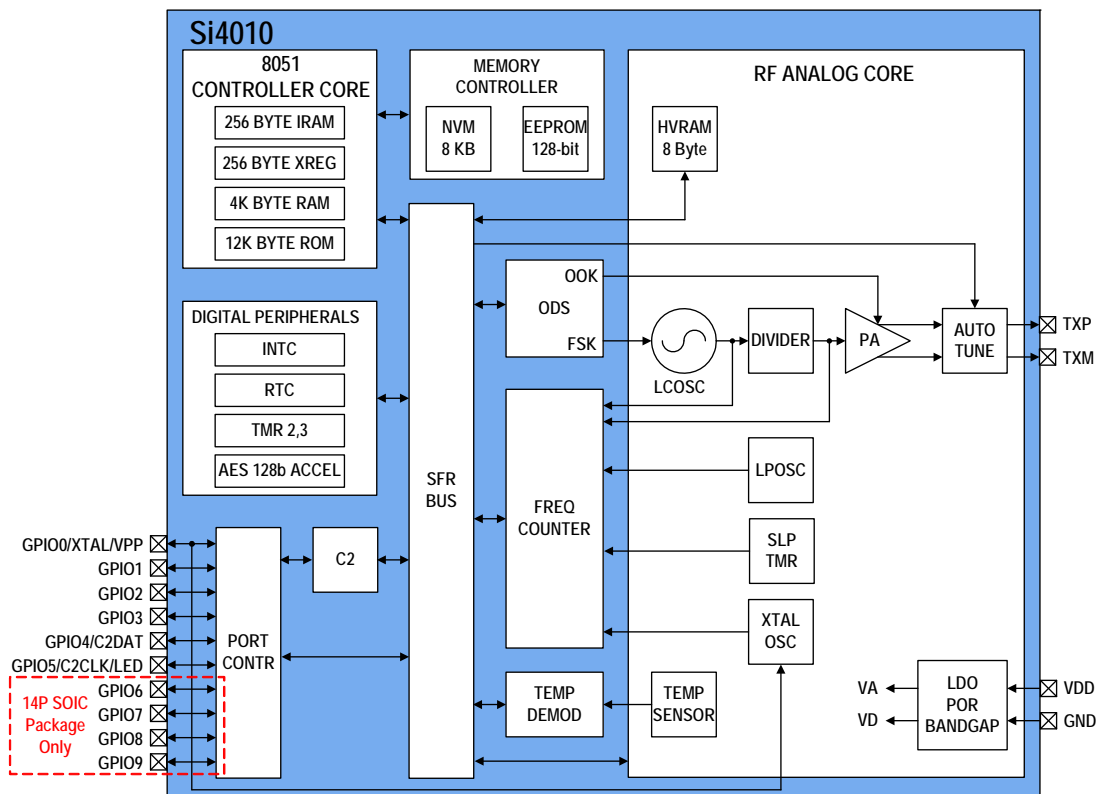 Si4010
8051
CONTROLLER CORE
256 BYTE IRAM
256 BYTE XREG
4K BYTE RAM
12K BYTE ROM
MEMORY
CONTROLLER
NVM
8 KB
EEPROM
128-bit
RF ANALOG CORE
HVRAM
8 Byte
DIGITAL PERIPHERALS
INTC
RTC
TMR 2,3
AES 128b ACCEL
SFR
BUS
OOK
ODS
FSK
LCOSC
DIVIDER
PA
AUTO
TUNE
TXP
TXM
FREQ
COUNTER
LPOSC
SLP
TMR
XTAL
OSC
GPIO0/XTAL/VPP
GPIO1
GPIO2
GPIO3
GPIO4/C2DAT
GPIO5/C2CLK/LED
GPIO6
GPIO7
GPIO8
GPIO9
14P SOIC
Package
Only
PORT
CONTR
C2
TEMP
DEMOD
TEMP
SENSOR
VA
VD
LDO
POR
BANDGAP
VDD
GND